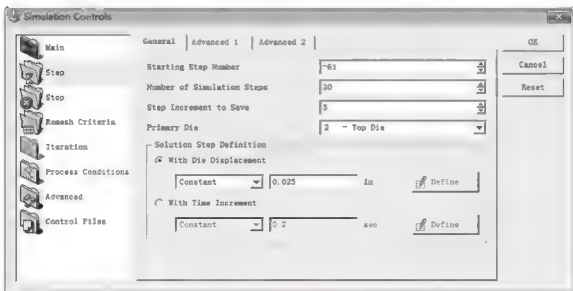 Simulation Controls
Main
Step
Stop
Remesh Criteria
Iteration
Process Conditions
Advanced
Control Files
General Advanced 1 Advanced 2
Starting Step Number -61
Number of Simulation Steps 30
Step Increment to Save 5
Primary Die 2 - Top Die
Solution Step Definition
With Die Displacement
Constant 0.025 in Define
With Time Increment
Constant 0 2 sec Define
OK
Cancel
Reset